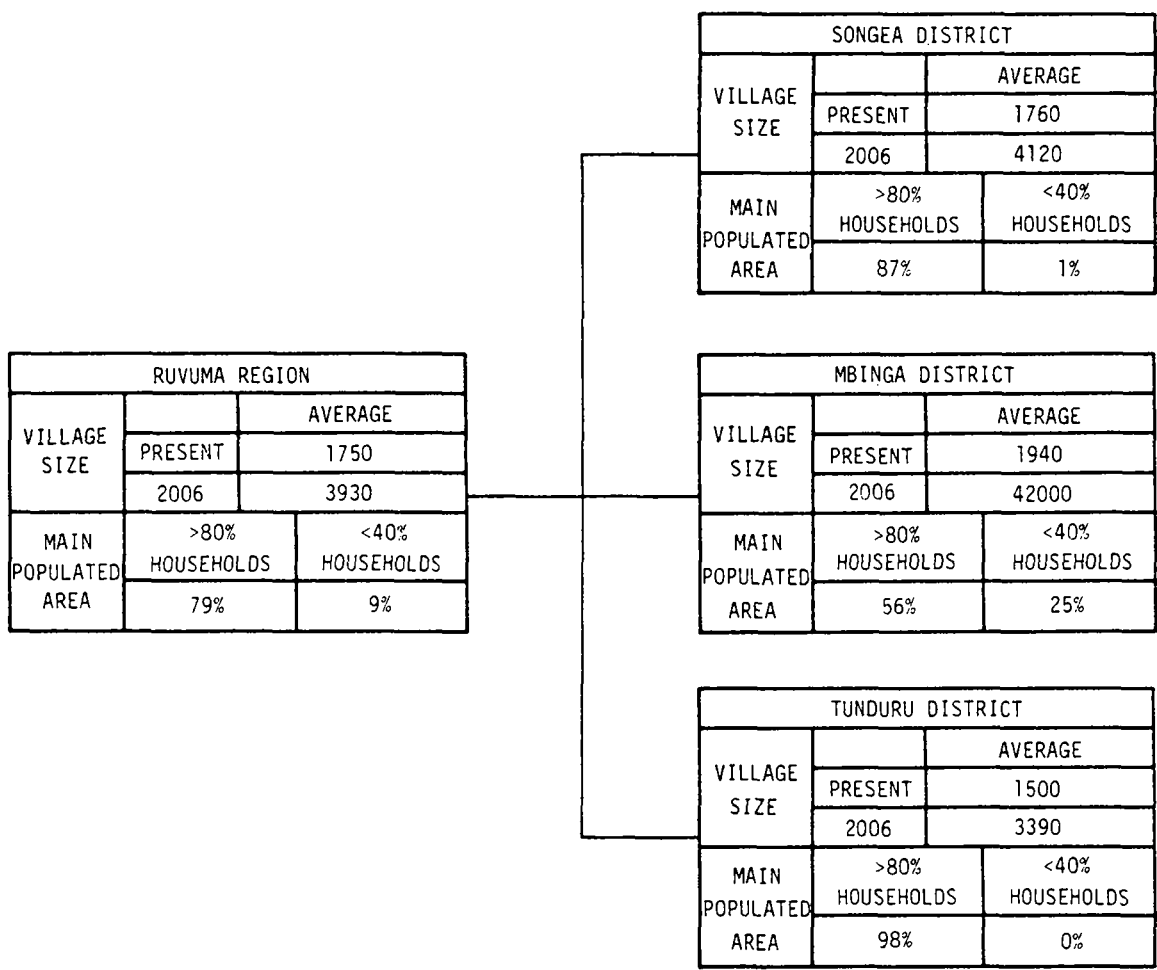 SONGEA DISTRICT
VILLAGE SIZE
AVERAGE
PRESENT 1760
2006 4120
MAIN POPULATED AREA
>80% HOUSEHOLDS
<40% HOUSEHOLDS
87% 1%
RUVUMA REGION
VILLAGE SIZE
AVERAGE
PRESENT 1750
2006 3930
MAIN POPULATED AREA
>80% HOUSEHOLDS
<40% HOUSEHOLDS
79% 9%
MBINGA DISTRICT
VILLAGE SIZE
AVERAGE
PRESENT 1940
2006 42000
MAIN POPULATED AREA
>80% HOUSEHOLDS
<40% HOUSEHOLDS
56% 25%
TUNDURU DISTRICT
VILLAGE SIZE
AVERAGE
PRESENT 1500
2006 3390
MAIN POPULATED AREA
>80% HOUSEHOLDS
<40% HOUSEHOLDS
98% 0%